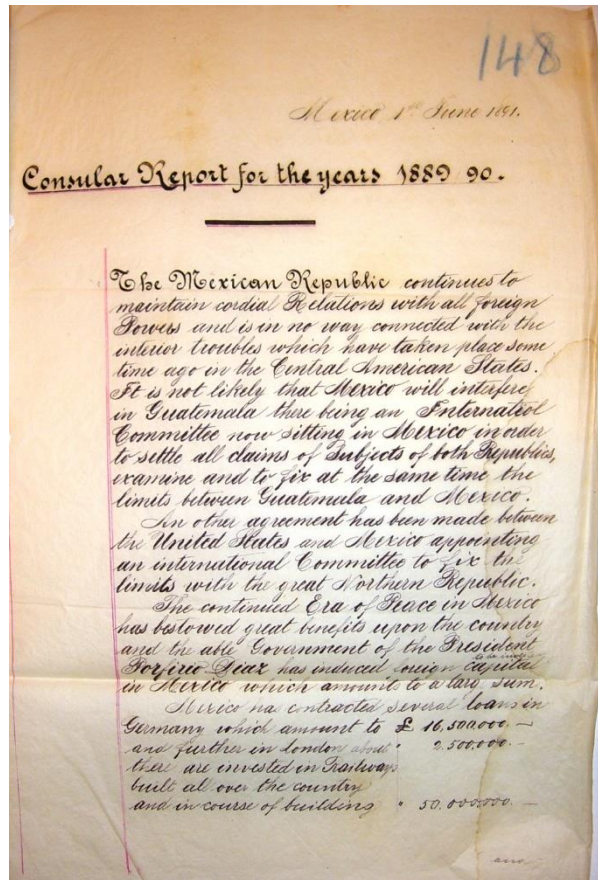 148
Mexico 1st June 1891.
Consular Report for the years 1889 90.
The Mexican Republic continues to
maintain cordial Relations with all foreign
Powers and is in no way connected with the
interior troubles which have taken place some
time ago in the Central American States.
It is not likely that Mexico will interfere
in Guatemala there being an Internatiol
Committee now sitting in Mexico in order
to settle all claims of Subjects of both Republics,
examine and to fix at the same time the
limits between Guatemala and Mexico.
An other agreement has been made between
the United States and Mexico appointing
an international Committee to fix the
limits with the great Northern Republic.
The continued Era of Peace in Mexico
has bestowed great benefits upon the country
and the able Government of the President
Porfirio Diaz has induced foreign capital
in Mexico which amounts to a larg sum.
Mexico has contracted several loans in
Germany which amount to £ 16,500,000. —
and further in london about " 2.500,000. —
there are invested in Railways
built all over the country
and in course of building " 50.000.000. —
and